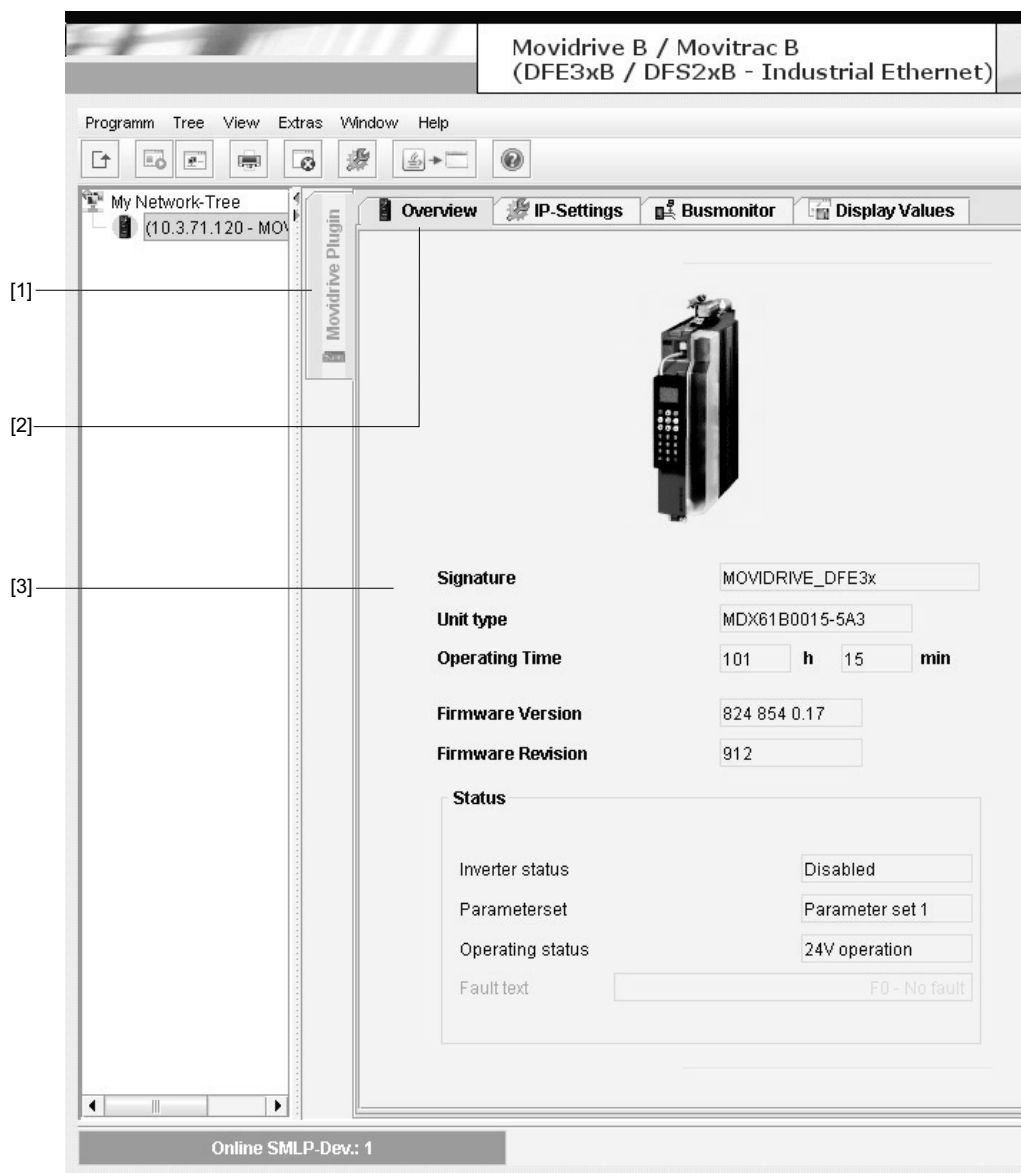 Movidrive B / Movitrac B
(DFE3xB / DFS2xB - Industrial Ethernet)
Programm Tree View Extras Window Help
My Network-Tree
(10.3.71.120 - MOV
Movidrive Plugin
Overview IP-Settings Busmonitor Display Values
[1]
[2]
[3]
Signature MOVIDRIVE_DFE3x
Unit type MDX61B0015-5A3
Operating Time 101 h 15 min
Firmware Version 824 854 0.17
Firmware Revision 912
Status
Inverter status Disabled
Parameterset Parameter set 1
Operating status 24V operation
Fault text F0 - No fault
Online SMLP-Dev.: 1